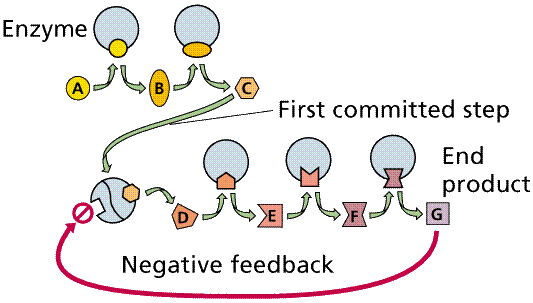 Enzyme
A
B
C
First committed step
End
product
D
E
F
G
Negative feedback